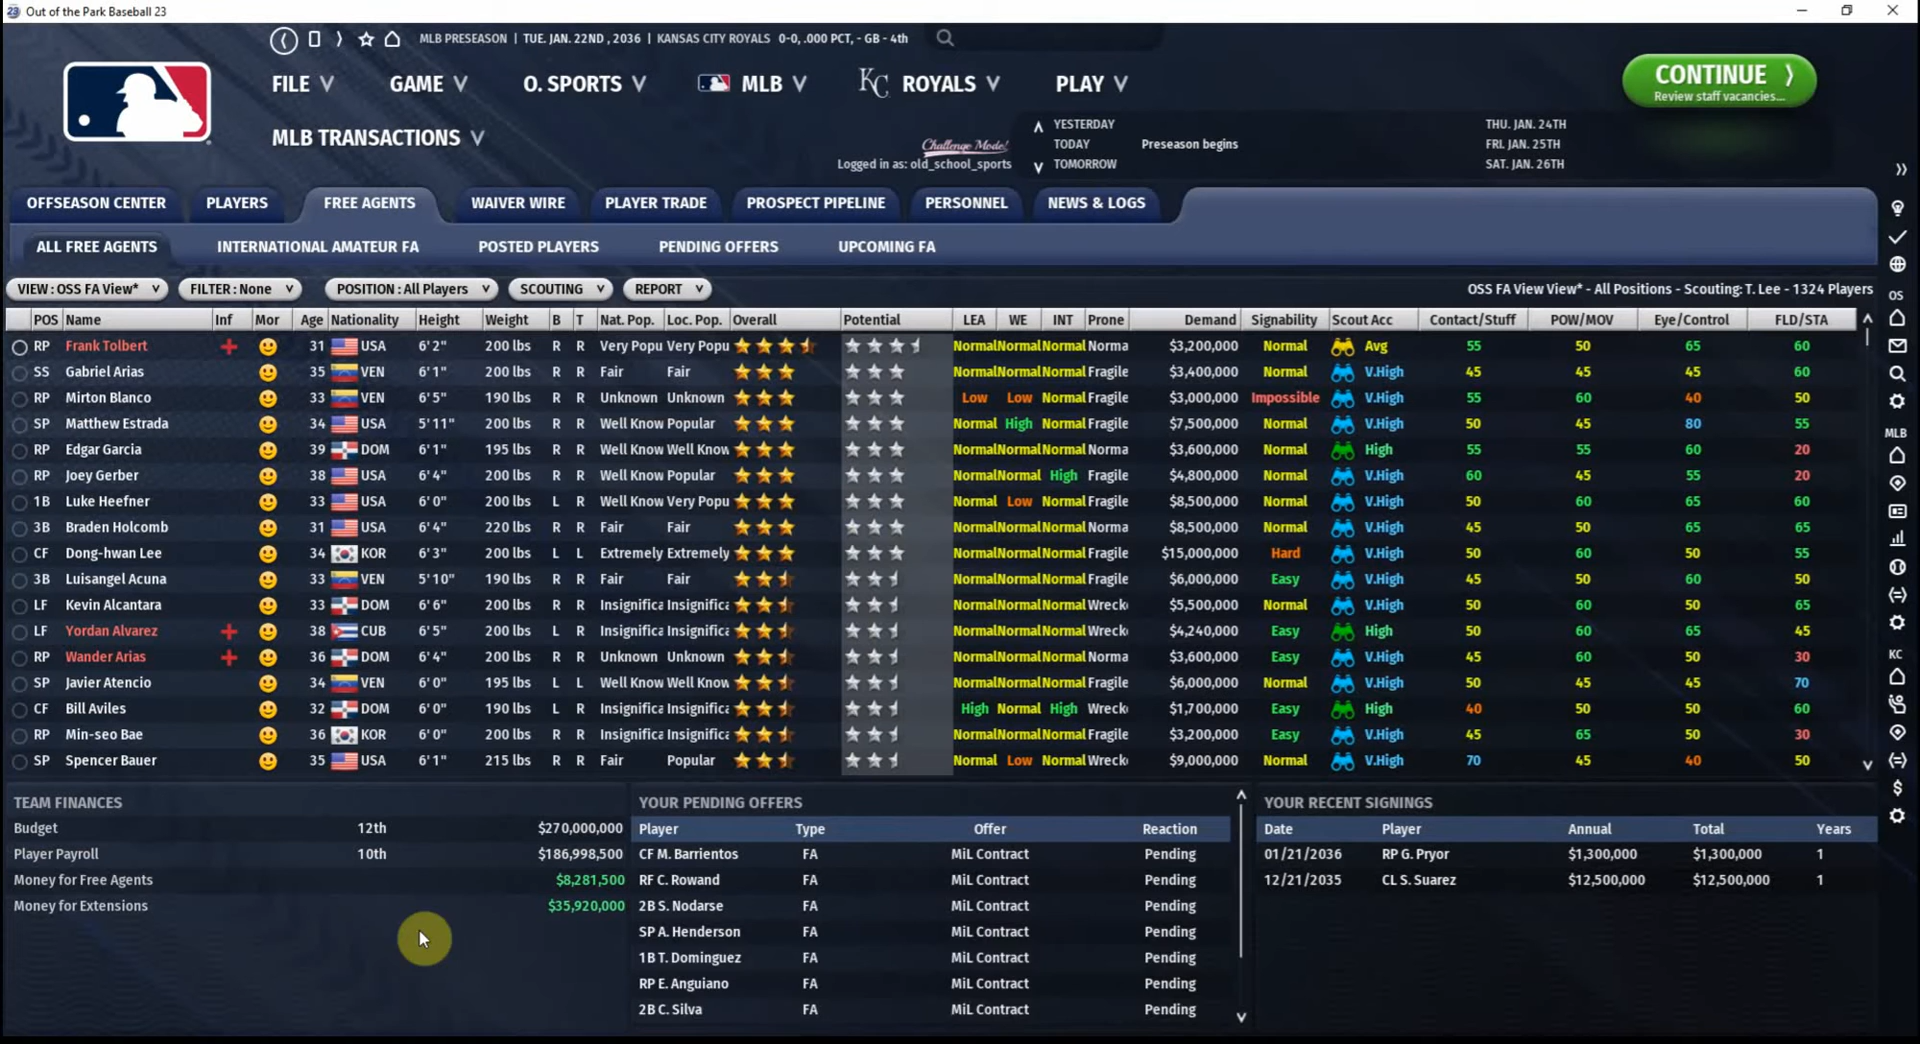 23 Out of the Park Baseball 23
MLB PRESEASON | TUE. JAN. 22ND , 2036 | KANSAS CITY ROYALS 0-0, .000 PCT, - GB - 4th
FILE GAME O. SPORTS MLB KC ROYALS PLAY
CONTINUE
Review staff vacancies...
MLB TRANSACTIONS
Challenge Mode!
Logged in as: old_school_sports
YESTERDAY THU. JAN. 24TH
TODAY Preseason begins FRI. JAN. 25TH
TOMORROW SAT. JAN. 26TH
OFFSEASON CENTER PLAYERS FREE AGENTS WAIVER WIRE PLAYER TRADE PROSPECT PIPELINE PERSONNEL NEWS & LOGS
ALL FREE AGENTS INTERNATIONAL AMATEUR FA POSTED PLAYERS PENDING OFFERS UPCOMING FA
VIEW : OSS FA View* FILTER : None POSITION : All Players SCOUTING REPORT OSS FA View View* - All Positions - Scouting: T. Lee - 1324 Players
POS Name Inf Mor Age Nationality Height Weight B T Nat. Pop. Loc. Pop. Overall Potential LEA WE INT Prone Demand Signability Scout Acc Contact/Stuff POW/MOV Eye/Control FLD/STA
RP Frank Tolbert 31 USA 6' 2" 200 lbs R R Very Popu Very Popu Normal Normal Normal Norma $3,200,000 Normal Avg 55 50 65 60
SS Gabriel Arias 35 VEN 6' 1" 200 lbs R R Fair Fair Normal Normal Normal Fragile $3,400,000 Normal V.High 45 45 45 60
RP Mirton Blanco 33 VEN 6' 5" 190 lbs R R Unknown Unknown Low Low Normal Fragile $3,000,000 Impossible V.High 55 60 40 50
SP Matthew Estrada 34 USA 5' 11" 200 lbs R R Well Know Popular Normal High Normal Fragile $7,500,000 Normal V.High 50 45 80 55
RP Edgar Garcia 39 DOM 6' 1" 195 lbs R R Well Know Well Know Normal Normal Normal Norma $3,600,000 Normal High 55 55 60 20
RP Joey Gerber 38 USA 6' 4" 200 lbs R R Well Know Popular Normal Normal High Fragile $4,800,000 Normal V.High 60 45 55 20
1B Luke Heefner 33 USA 6' 0" 200 lbs L R Well Know Very Popu Normal Low Normal Fragile $8,500,000 Normal V.High 50 60 65 60
3B Braden Holcomb 31 USA 6' 4" 220 lbs R R Fair Fair Normal Normal Normal Norma $8,500,000 Normal V.High 45 50 65 65
CF Dong-hwan Lee 34 KOR 6' 3" 200 lbs L L Extremely Extremely Normal Normal Normal Fragile $15,000,000 Hard V.High 50 60 50 55
3B Luisangel Acuna 33 VEN 5' 10" 190 lbs R R Fair Fair Normal Normal Normal Fragile $6,000,000 Easy V.High 45 50 60 50
LF Kevin Alcantara 33 DOM 6' 6" 200 lbs R R Insignifica Insignifica Normal Normal Normal Wreck $5,500,000 Normal V.High 50 60 50 65
LF Yordan Alvarez 38 CUB 6' 5" 200 lbs L R Insignifica Insignifica Normal Normal Normal Wreck $4,240,000 Easy High 50 60 65 45
RP Wander Arias 36 DOM 6' 4" 200 lbs R R Unknown Unknown Normal Normal Normal Norma $3,600,000 Easy V.High 45 60 50 30
SP Javier Atencio 34 VEN 6' 0" 195 lbs L L Well Know Well Know Normal Normal Normal Fragile $6,000,000 Normal V.High 50 45 45 70
CF Bill Aviles 32 DOM 6' 0" 190 lbs L R Insignifica Insignifica High Normal High Wreck $1,700,000 Easy High 40 50 50 60
RP Min-seo Bae 36 KOR 6' 0" 200 lbs R R Insignifica Insignifica Normal Normal Normal Fragile $3,200,000 Easy V.High 45 65 50 30
SP Spencer Bauer 35 USA 6' 1" 215 lbs R R Fair Popular Normal Low Normal Wreck $9,000,000 Normal V.High 70 45 40 50
TEAM FINANCES
Budget 12th $270,000,000
Player Payroll 10th $186,998,500
Money for Free Agents $8,281,500
Money for Extensions $35,920,000
YOUR PENDING OFFERS
Player Type Offer Reaction
CF M. Barrientos FA MiL Contract Pending
RF C. Rowand FA MiL Contract Pending
2B S. Nodarse FA MiL Contract Pending
SP A. Henderson FA MiL Contract Pending
1B T. Dominguez FA MiL Contract Pending
RP E. Anguiano FA MiL Contract Pending
2B C. Silva FA MiL Contract Pending
YOUR RECENT SIGNINGS
Date Player Annual Total Years
01/21/2036 RP G. Pryor $1,300,000 $1,300,000 1
12/21/2035 CL S. Suarez $12,500,000 $12,500,000 1
OS
MLB
KC